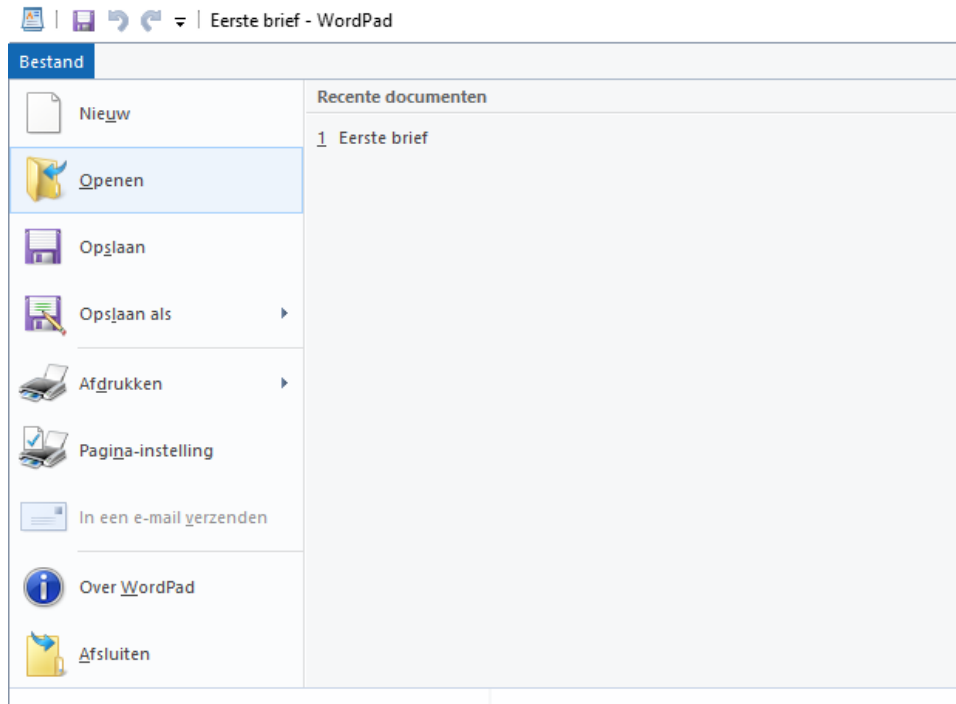 Eerste brief - WordPad
Bestand
Nieuw
Openen
Opslaan
Opslaan als
Afdrukken
Pagina-instelling
In een e-mail verzenden
Over WordPad
Afsluiten
Recente documenten
1 Eerste brief